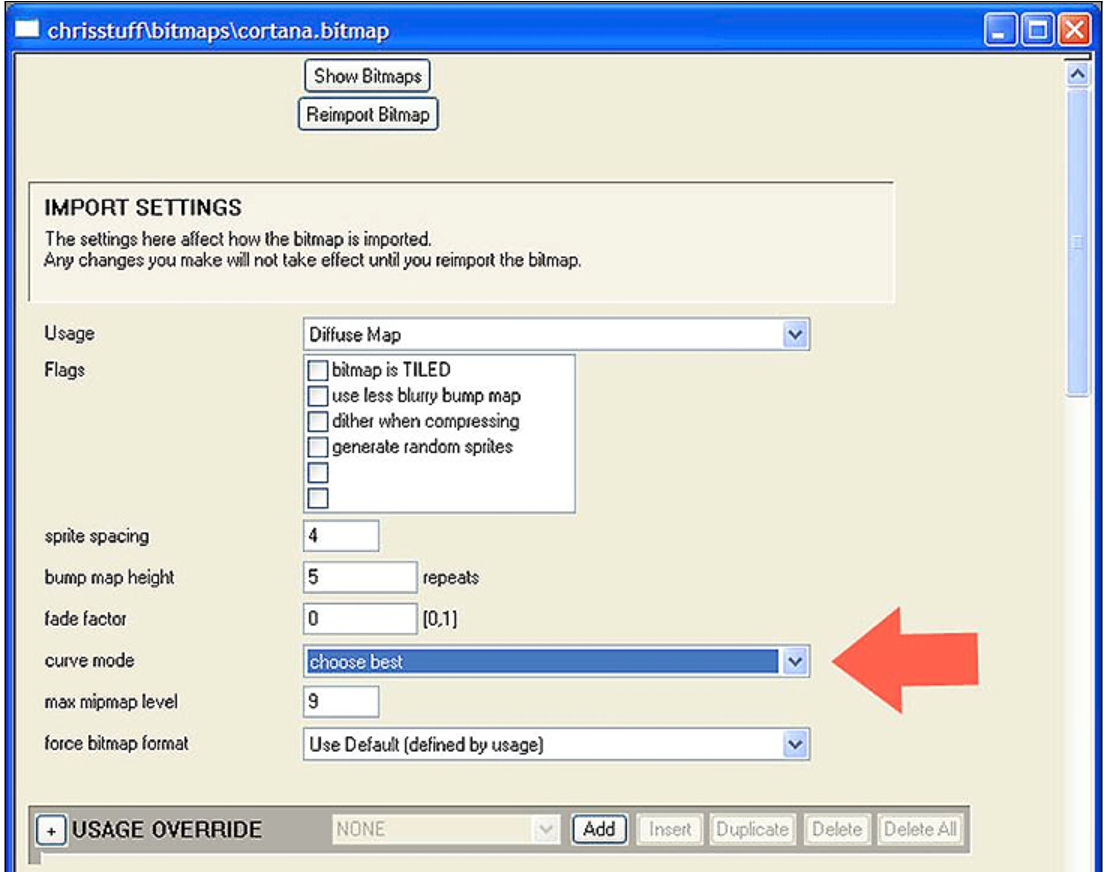 chrisstuff\bitmaps\cortana.bitmap
Show Bitmaps
Reimport Bitmap
IMPORT SETTINGS
The settings here affect how the bitmap is imported.
Any changes you make will not take effect until you reimport the bitmap.
Usage Diffuse Map
Flags bitmap is TILED
use less blurry bump map
dither when compressing
generate random sprites
sprite spacing 4
bump map height 5 repeats
fade factor 0 [0,1]
curve mode choose best
max mipmap level 9
force bitmap format Use Default (defined by usage)
+ USAGE OVERRIDE NONE Add Insert Duplicate Delete Delete All